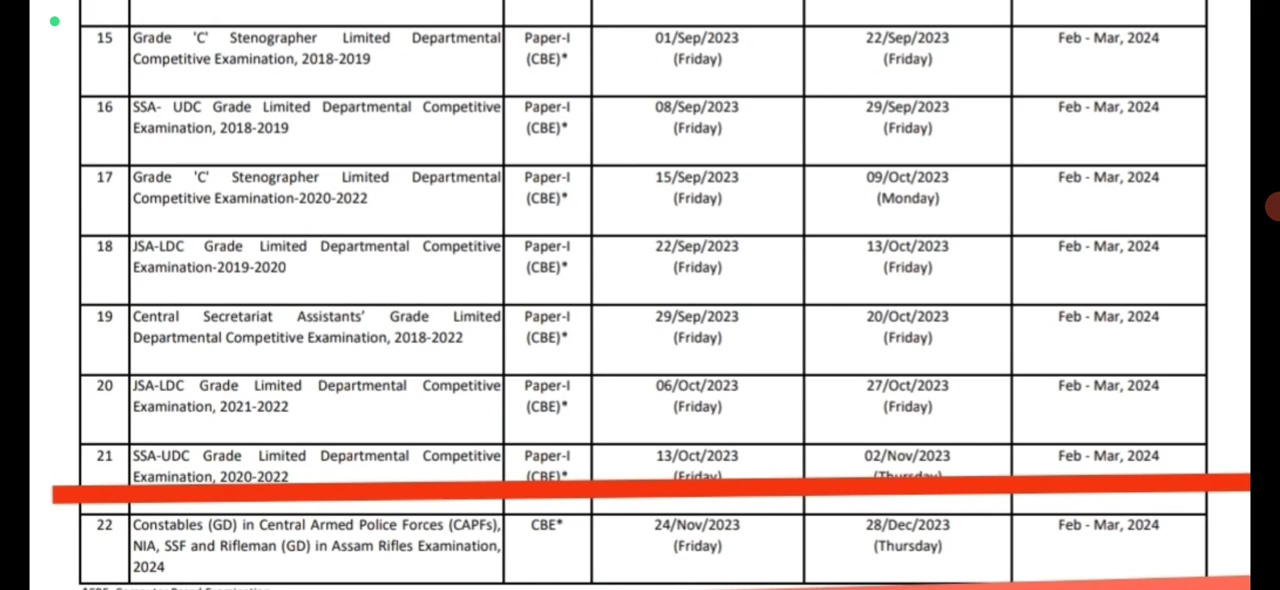 15 Grade 'C' Stenographer Limited Departmental Paper-I 01/Sep/2023 22/Sep/2023 Feb - Mar, 2024
Competitive Examination, 2018-2019 (CBE)* (Friday) (Friday)
16 SSA- UDC Grade Limited Departmental Competitive Paper-I 08/Sep/2023 29/Sep/2023 Feb - Mar, 2024
Examination, 2018-2019 (CBE)* (Friday) (Friday)
17 Grade 'C' Stenographer Limited Departmental Paper-I 15/Sep/2023 09/Oct/2023 Feb - Mar, 2024
Competitive Examination-2020-2022 (CBE)* (Friday) (Monday)
18 JSA-LDC Grade Limited Departmental Competitive Paper-I 22/Sep/2023 13/Oct/2023 Feb - Mar, 2024
Examination-2019-2020 (CBE)* (Friday) (Friday)
19 Central Secretariat Assistants' Grade Limited Paper-I 29/Sep/2023 20/Oct/2023 Feb - Mar, 2024
Departmental Competitive Examination, 2018-2022 (CBE)* (Friday) (Friday)
20 JSA-LDC Grade Limited Departmental Competitive Paper-I 06/Oct/2023 27/Oct/2023 Feb - Mar, 2024
Examination, 2021-2022 (CBE)* (Friday) (Friday)
21 SSA-UDC Grade Limited Departmental Competitive Paper-I 13/Oct/2023 02/Nov/2023 Feb - Mar, 2024
Examination, 2020-2022 (CBE)* (Friday) (Thursday)
22 Constables (GD) in Central Armed Police Forces (CAPFs), CBE* 24/Nov/2023 28/Dec/2023 Feb - Mar, 2024
NIA, SSF and Rifleman (GD) in Assam Rifles Examination, (Friday) (Thursday)
2024